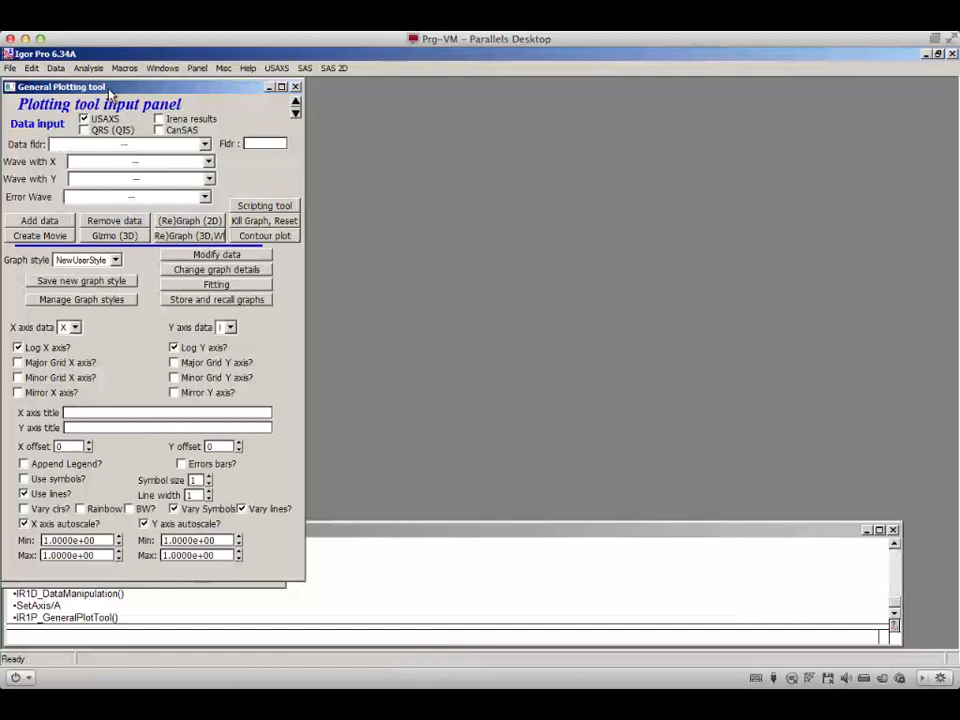 Prg-VM – Parallels Desktop
Igor Pro 6.34A
File Edit Data Analysis Macros Windows Panel Misc Help USAXS SAS SAS 2D
General Plotting tool
Plotting tool input panel
Data input
USAXS Irena results
QRS (QIS) CanSAS
Data fldr: --- Fldr :
Wave with X ---
Wave with Y ---
Error Wave ---
Scripting tool
Add data Remove data (Re)Graph (2D) Kill Graph, Reset
Create Movie Gizmo (3D) Re)Graph (3D,Wf Contour plot
Graph style NewUserStyle Modify data
Change graph details
Save new graph style Fitting
Manage Graph styles Store and recall graphs
X axis data X Y axis data I
Log X axis? Log Y axis?
Major Grid X axis? Major Grid Y axis?
Minor Grid X axis? Minor Grid Y axis?
Mirror X axis? Mirror Y axis?
X axis title
Y axis title
X offset 0 Y offset 0
Append Legend? Errors bars?
Use symbols? Symbol size 1
Use lines? Line width 1
Vary clrs? Rainbow BW? Vary Symbols Vary lines?
X axis autoscale? Y axis autoscale?
Min: 1.0000e+00 Min: 1.0000e+00
Max: 1.0000e+00 Max: 1.0000e+00
•IR1D_DataManipulation()
•SetAxis/A
•IR1P_GeneralPlotTool()
Ready